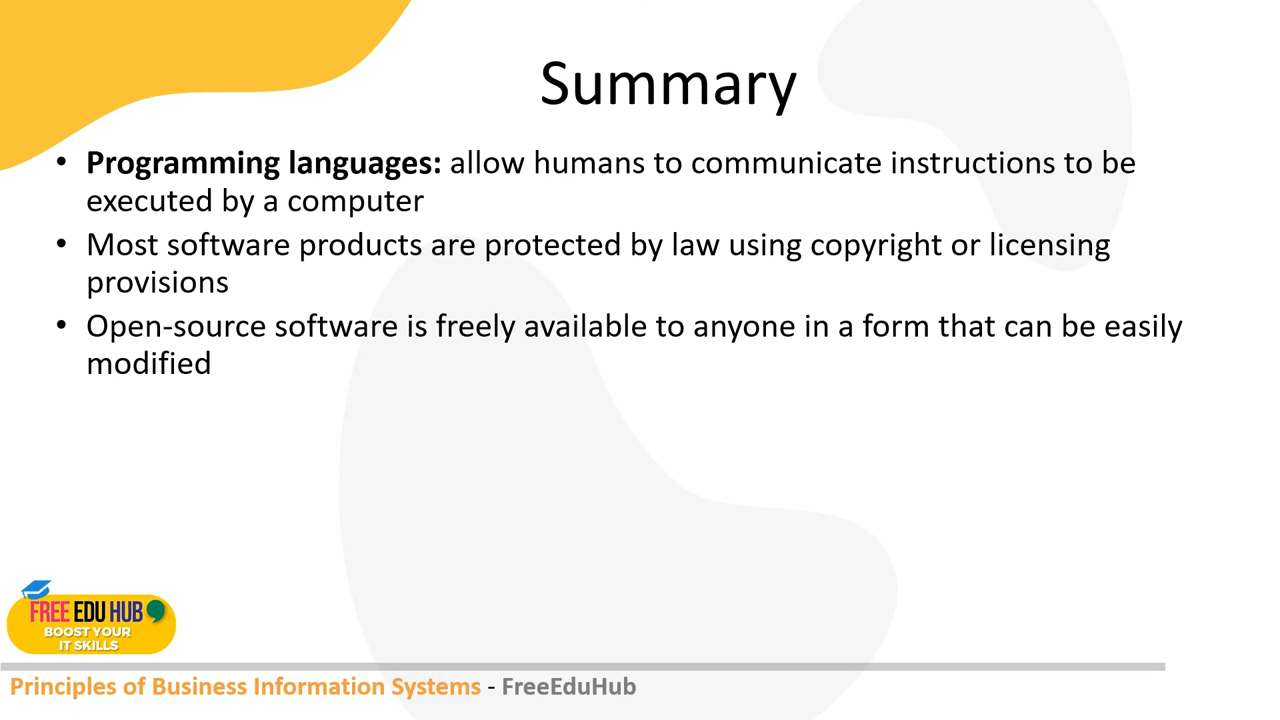 Summary
• Programming languages: allow humans to communicate instructions to be
executed by a computer
• Most software products are protected by law using copyright or licensing
provisions
• Open-source software is freely available to anyone in a form that can be easily
modified
FREE EDU HUB
BOOST YOUR
IT SKILLS
Principles of Business Information Systems - FreeEduHub